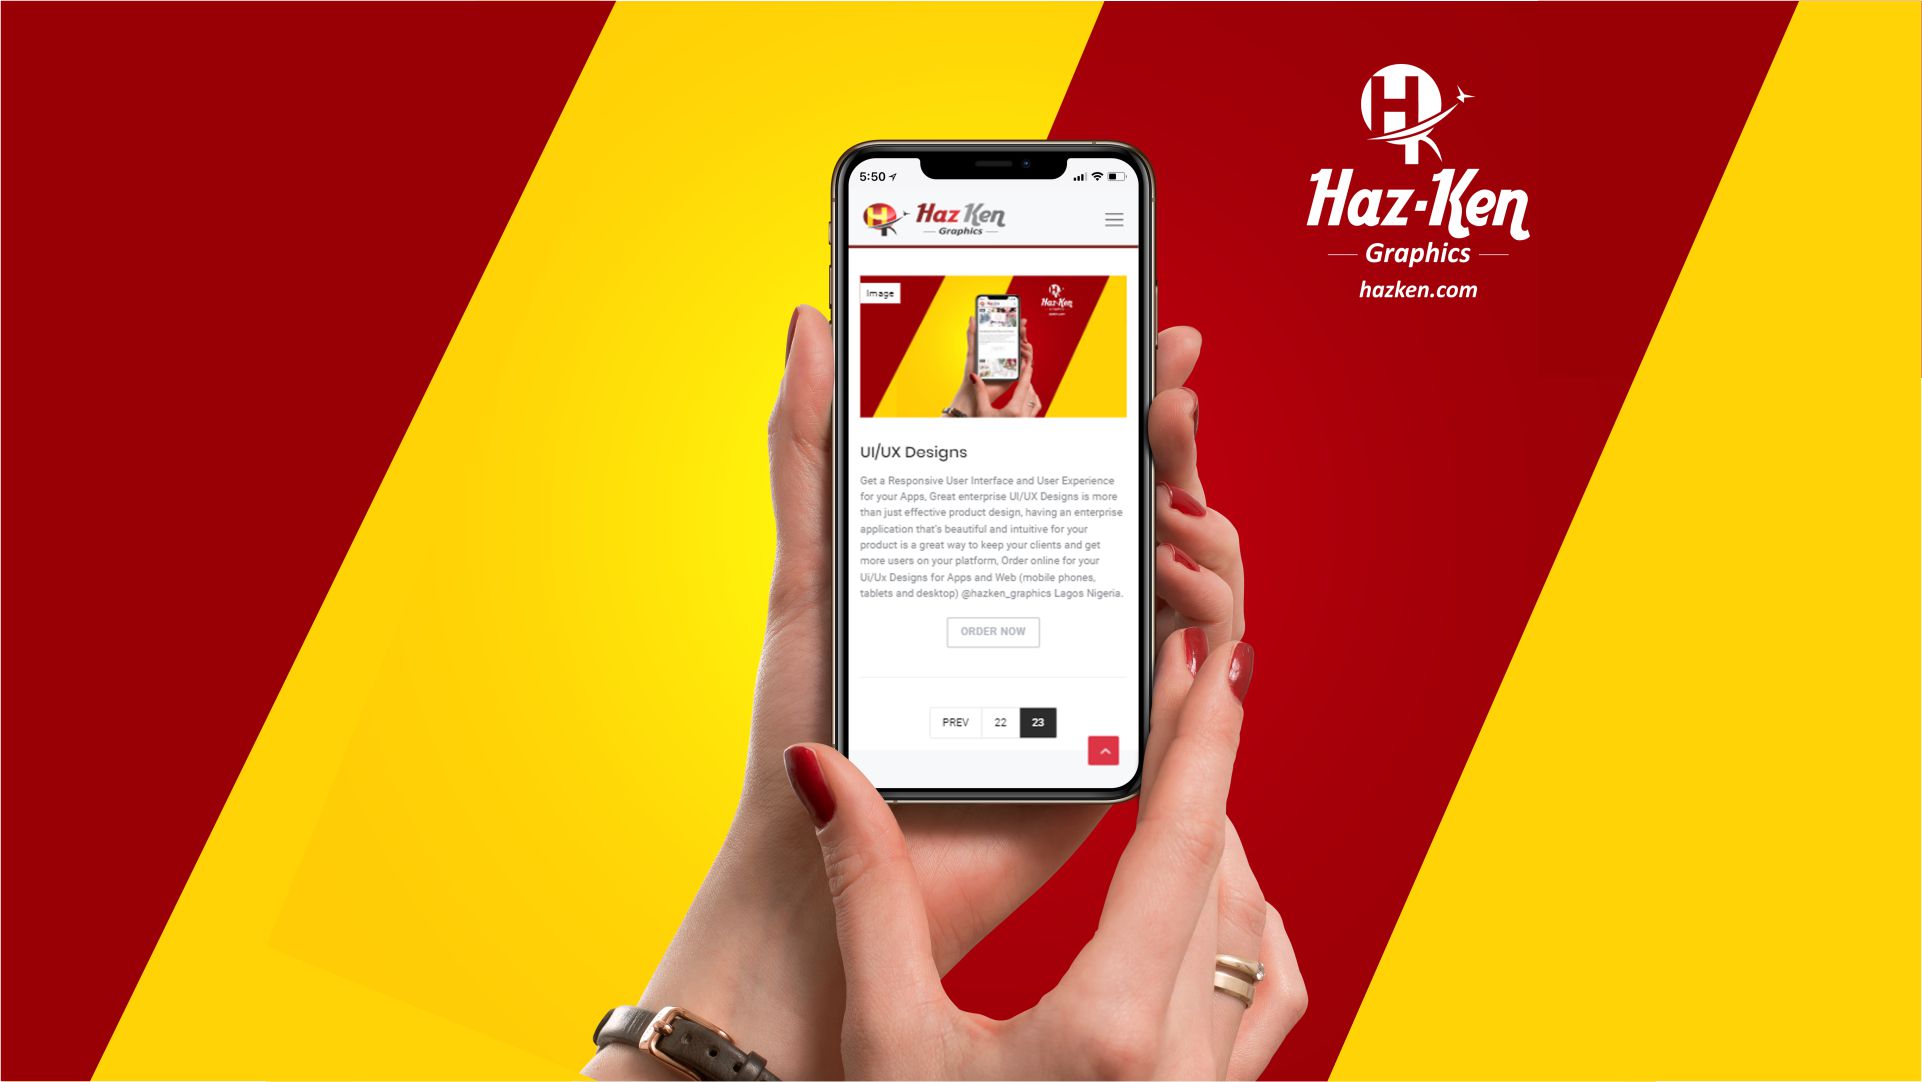 5:50
Haz Ken
Graphics
Image
Haz-Ken
UI/UX Designs
Get a Responsive User Interface and User Experience
for your Apps, Great enterprise UI/UX Designs is more
than just effective product design, having an enterprise
application that's beautiful and intuitive for your
product is a great way to keep your clients and get
more users on your platform, Order online for your
Ui/Ux Designs for Apps and Web (mobile phones,
tablets and desktop) @hazken_graphics Lagos Nigeria.
ORDER NOW
PREV 22 23
H
Haz-Ken
Graphics
hazken.com